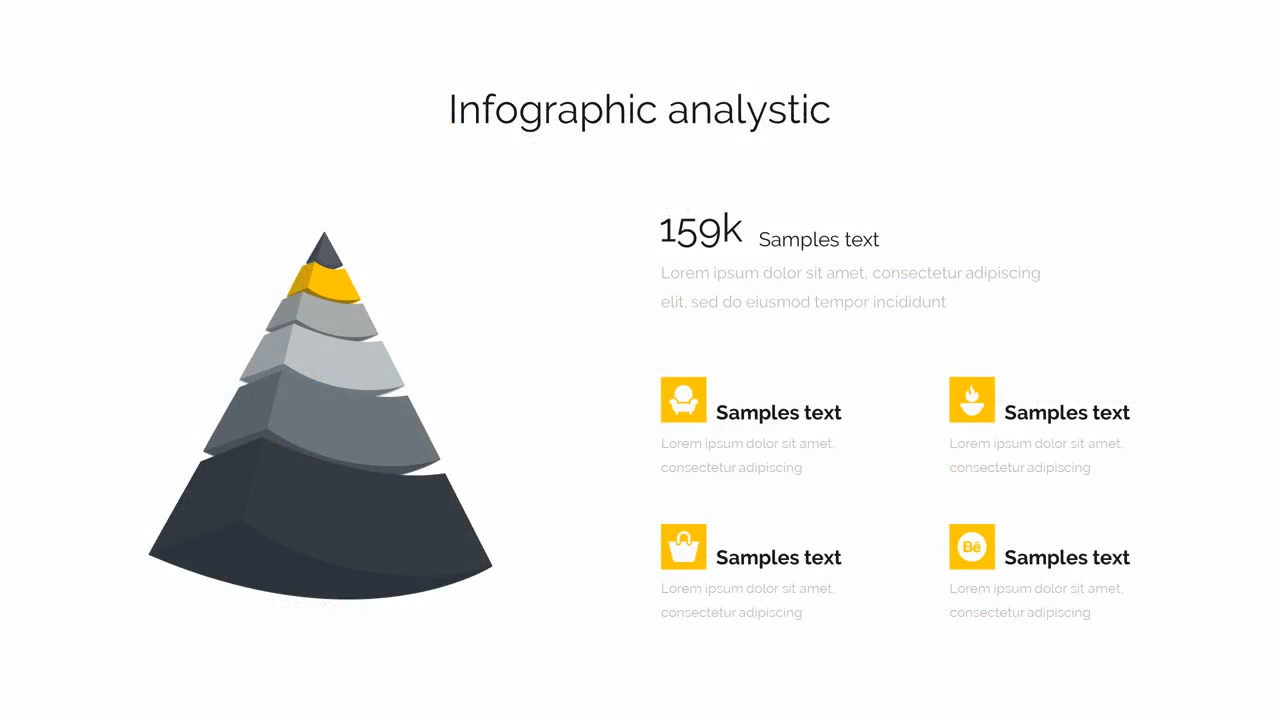 Infographic analystic
159k Samples text
Lorem ipsum dolor sit amet, consectetur adipiscing
elit, sed do eiusmod tempor incididunt
Samples text
Lorem ipsum dolor sit amet,
consectetur adipiscing
Samples text
Lorem ipsum dolor sit amet,
consectetur adipiscing
Samples text
Lorem ipsum dolor sit amet,
consectetur adipiscing
Bē
Samples text
Lorem ipsum dolor sit amet,
consectetur adipiscing